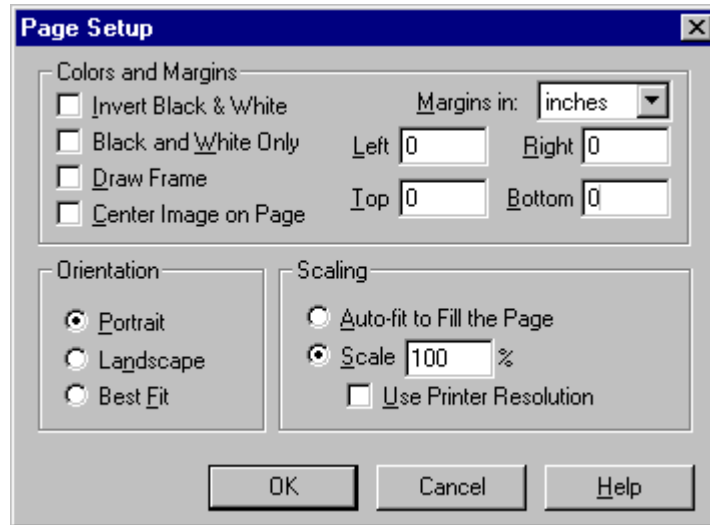 Page Setup
Colors and Margins
Invert Black & White
Margins in: inches
Black and White Only
Left 0 Right 0
Draw Frame
Top 0 Bottom 0
Center Image on Page
Orientation
Portrait
Landscape
Best Fit
Scaling
Auto-fit to Fill the Page
Scale 100 %
Use Printer Resolution
OK Cancel Help